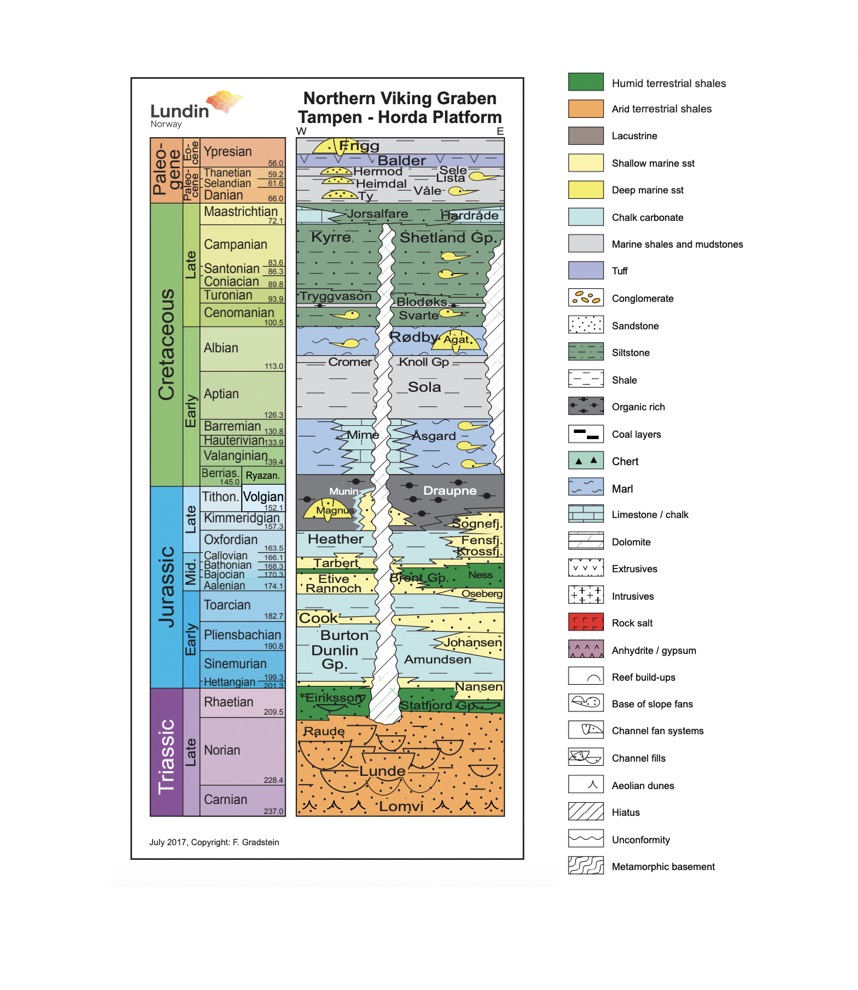 Lundin
Norway
Northern Viking Graben
Tampen - Horda Platform
W E
Paleo-
gene
Eo-
cene
Paleo-
cene
Ypresian
56.0
Thanetian 59.2
Selandian 61.6
Danian
66.0
Cretaceous
Late
Maastrichtian
72.1
Campanian
83.6
Santonian 86.3
Coniacian 89.8
Turonian 93.9
Cenomanian
100.5
Early
Albian
113.0
Aptian
126.3
Barremian 130.8
Hauterivian 133.9
Valanginian
139.4
Berrias. Ryazan.
145.0
Jurassic
Late
Tithon. Volgian
152.1
Kimmeridgian
157.3
Oxfordian
163.5
Mid.
Callovian 166.1
Bathonian 168.3
Bajocian 170.3
Aalenian 174.1
Early
Toarcian
182.7
Pliensbachian
190.8
Sinemurian
199.3
Hettangian 201.3
Triassic
Late
Rhaetian
209.5
Norian
228.4
Carnian
237.0
Frigg
Balder
Hermod Sele
Lista
Heimdal
Våle
Ty
Jorsalfare Hardråde
Kyrre Shetland Gp.
Tryggvason Blodøks
Svarte
Rødby Agat
Cromer Knoll Gp
Sola
Mime Åsgard
Munin Draupne
Magnus
Sognefj.
Heather Fensfj.
Krossfj.
Tarbert
Etive Brent Gp. Ness
Rannoch
Oseberg
Cook
Burton Johansen
Dunlin Amundsen
Gp.
Nansen
Eiriksson Statfjord Gp.
Raude
Lunde
Lomvi
July 2017, Copyright: F. Gradstein
Humid terrestrial shales
Arid terrestrial shales
Lacustrine
Shallow marine sst
Deep marine sst
Chalk carbonate
Marine shales and mudstones
Tuff
Conglomerate
Sandstone
Siltstone
Shale
Organic rich
Coal layers
Chert
Marl
Limestone / chalk
Dolomite
Extrusives
Intrusives
Rock salt
Anhydrite / gypsum
Reef build-ups
Base of slope fans
Channel fan systems
Channel fills
Aeolian dunes
Hiatus
Unconformity
Metamorphic basement